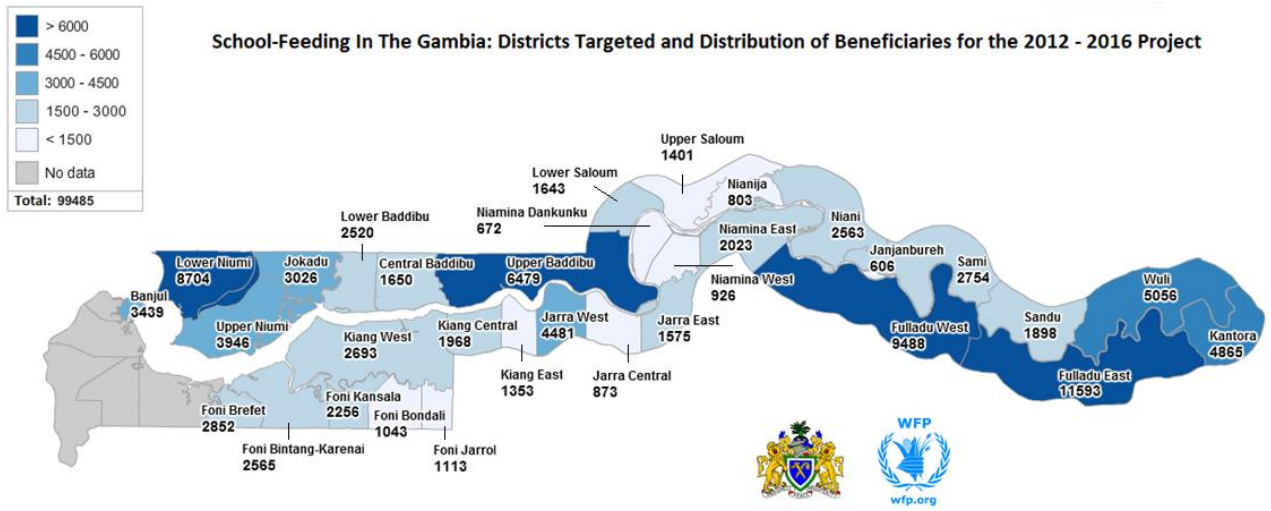 School-Feeding In The Gambia: Districts Targeted and Distribution of Beneficiaries for the 2012 - 2016 Project
> 6000
4500 - 6000
3000 - 4500
1500 - 3000
< 1500
No data
Total: 99485
Upper Saloum
1401
Lower Saloum
1643
Nianija
803
Niamina Dankunku
672
Lower Baddibu
2520
Niamina East
2023
Niani
2563
Janjanbureh
606
Sami
2754
Lower Niumi
8704
Jokadu
3026
Central Baddibu
1650
Upper Baddibu
6479
Niamina West
926
Wuli
5056
Banjul
3439
Upper Niumi
3946
Kiang West
2693
Kiang Central
1968
Jarra West
4481
Jarra East
1575
Fulladu West
9488
Sandu
1898
Kantora
4865
Kiang East
1353
Jarra Central
873
Fulladu East
11593
Foni Brefet
2852
Foni Kansala
2256
Foni Bondali
1043
Foni Bintang-Karenai
2565
Foni Jarrol
1113
WFP
wfp.org